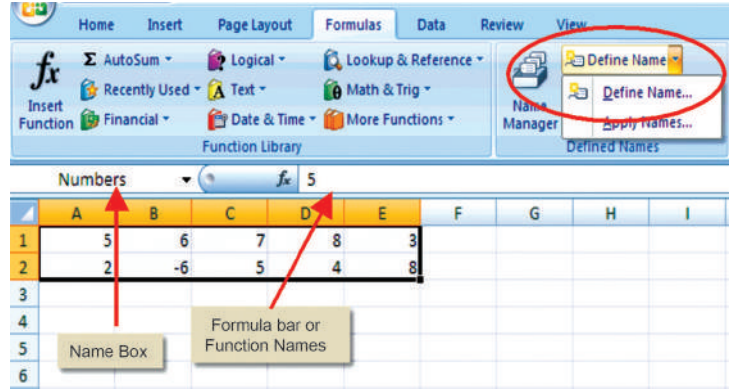 Home Insert Page Layout Formulas Data Review View
Σ AutoSum Logical Lookup & Reference Define Name
Recently Used A Text θ Math & Trig Define Name...
fx Insert Function Financial Date & Time More Functions Name Manager Apply Names...
Function Library Defined Names
Numbers fx 5
A B C D E F G H I
1 5 6 7 8 3
2 2 -6 5 4 8
3
4
5
6
Name Box
Formula bar or
Function Names